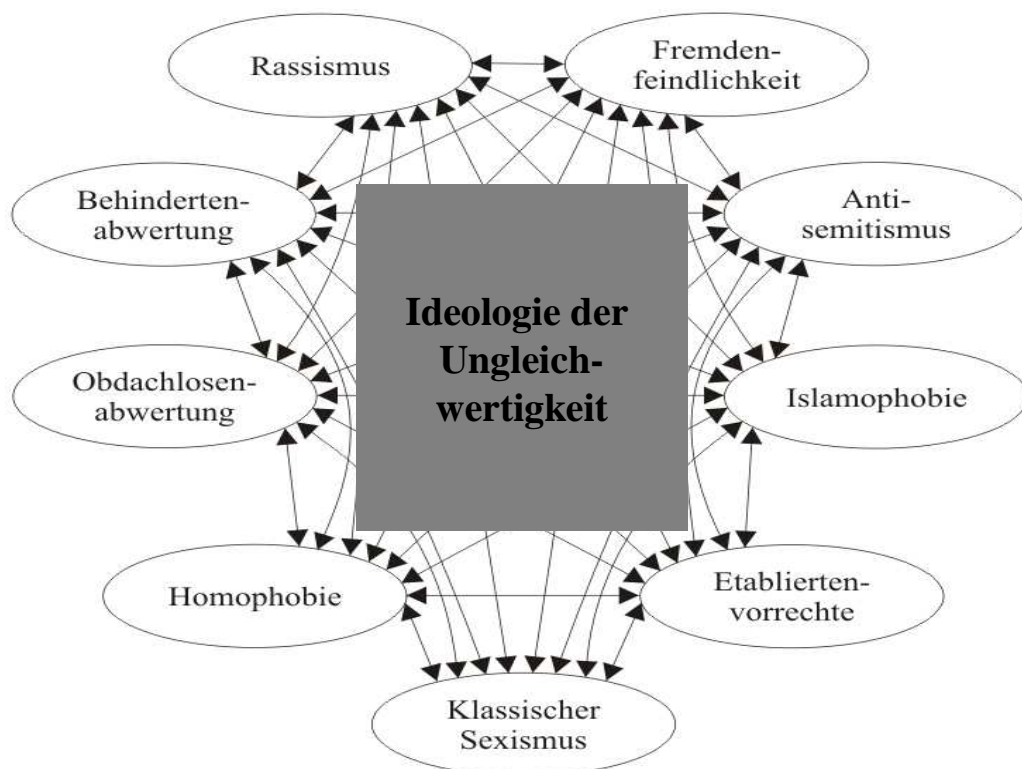 Rassismus
Fremden-
feindlichkeit
Behinderten-
abwertung
Anti-
semitismus
Ideologie der
Ungleich-
wertigkeit
Obdachlosen-
abwertung
Islamophobie
Homophobie
Etablierten-
vorrechte
Klassischer
Sexismus